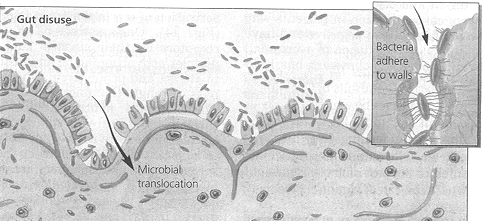 Gut disuse
Bacteria
adhere
to walls
Microbial
translocation